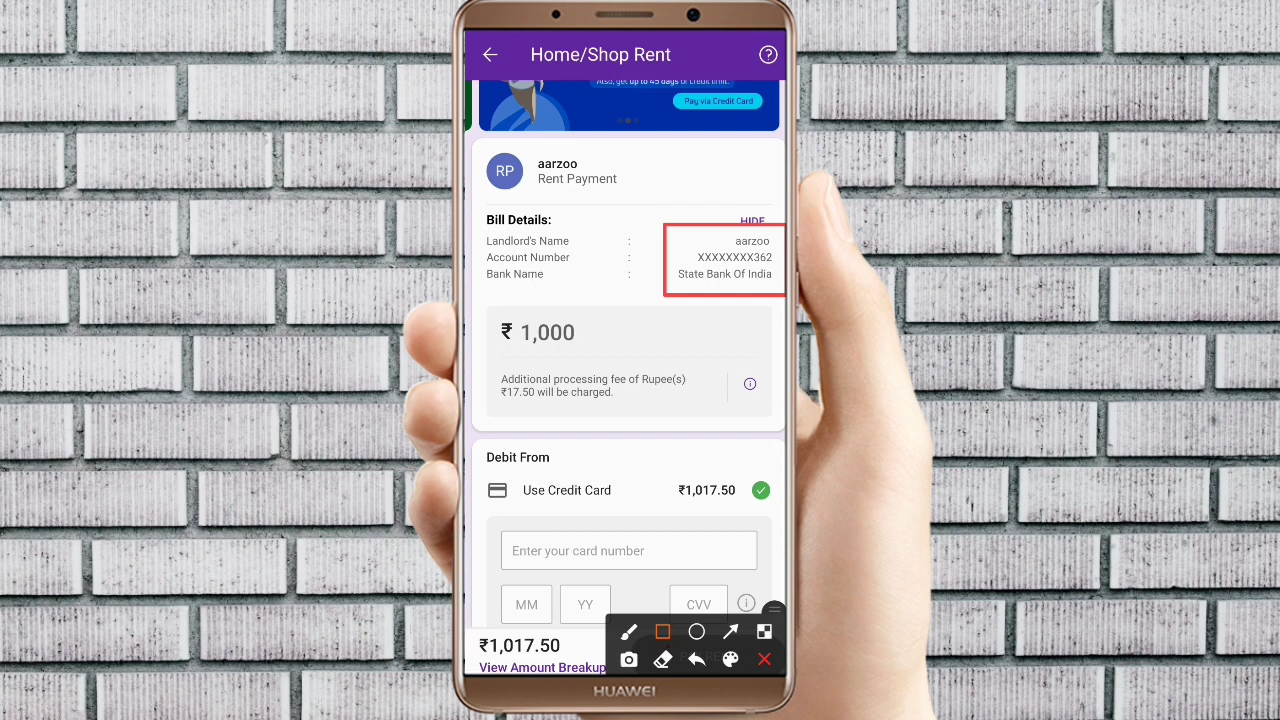 Home/Shop Rent
Also, get up to 45 days of credit limit.
Pay via Credit Card
RP
aarzoo
Rent Payment
Bill Details:
HIDE
Landlord's Name : aarzoo
Account Number : XXXXXXXX362
Bank Name : State Bank Of India
₹ 1,000
Additional processing fee of Rupee(s)
₹17.50 will be charged.
Debit From
Use Credit Card ₹1,017.50
Enter your card number
MM YY CVV
₹1,017.50
View Amount Breakup
HUAWEI